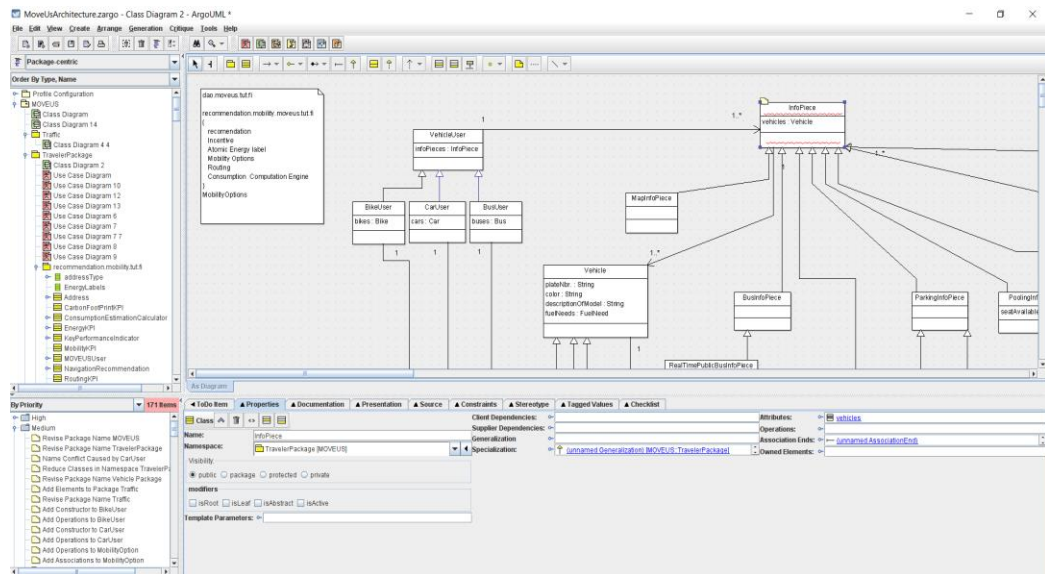 MoveUsArchitecture.zargo - Class Diagram 2 - ArgoUML *
File Edit View Create Arrange Generation Critique Tools Help
Package-centric
Order By Type, Name
Profile Configuration
MOVEUS
Class Diagram
Class Diagram 14
Traffic
Class Diagram 4 4
TravelerPackage
Class Diagram 2
Use Case Diagram
Use Case Diagram 10
Use Case Diagram 12
Use Case Diagram 13
Use Case Diagram 6
Use Case Diagram 7
Use Case Diagram 7 7
Use Case Diagram 8
Use Case Diagram 9
recommendation.mobility.tut.fi
addressType
EnergyLabels
Address
CarbonFootPrintKPI
ConsumptionEstimationCalculator
EnergyKPI
KeyPerformanceIndicator
MobilityKPI
MOVEUSUser
NavigationRecommendation
RoutingKPI
dao.moveus.tut.fi
recommendation.mobility.moveus.tut.fi
{
recomendation
Incentive
Atomic Energy label
Mobility Options
Routing
Consumption Computation Engine
}
MobilityOptions
VehicleUser
infoPieces : InfoPiece
1
1..*
InfoPiece
vehicles : Vehicle
1..*
1
BikeUser
bikes : Bike
CarUser
cars : Car
BusUser
buses : Bus
1
1
1
MapInfoPiece
1..*
Vehicle
plateNbr. : String
color : String
descriptionOfModel : String
fuelNeeds : FuelNeed
1
BusInfoPiece
ParkingInfoPiece
PoolingInf
seatAvailable
RealTimePublicBusInfoPiece
As Diagram
By Priority
171 Items
High
Medium
Revise Package Name MOVEUS
Revise Package Name TravelerPackage
Name Conflict Caused by CarUser
Reduce Classes in Namespace TravelerPa
Revise Package Name Vehicle Package
Add Elements to Package Traffic
Revise Package Name Traffic
Add Constructor to BikeUser
Add Operations to BikeUser
Add Constructor to CarUser
Add Operations to CarUser
Add Operations to MobilityOption
Add Associations to MobilityOption
ToDo Item Properties Documentation Presentation Source Constraints Stereotype Tagged Values Checklist
Class
Name: InfoPiece
Namespace: TravelerPackage [MOVEUS]
Visibility:
public package protected private
modifiers
isRoot isLeaf isAbstract isActive
Template Parameters:
Client Dependencies:
Supplier Dependencies:
Generalization
Specialization: (unnamed Generalization) [MOVEUS::TravelerPackage]
Attributes: vehicles
Operations:
Association Ends: (unnamed AssociationEnd)
Owned Elements: